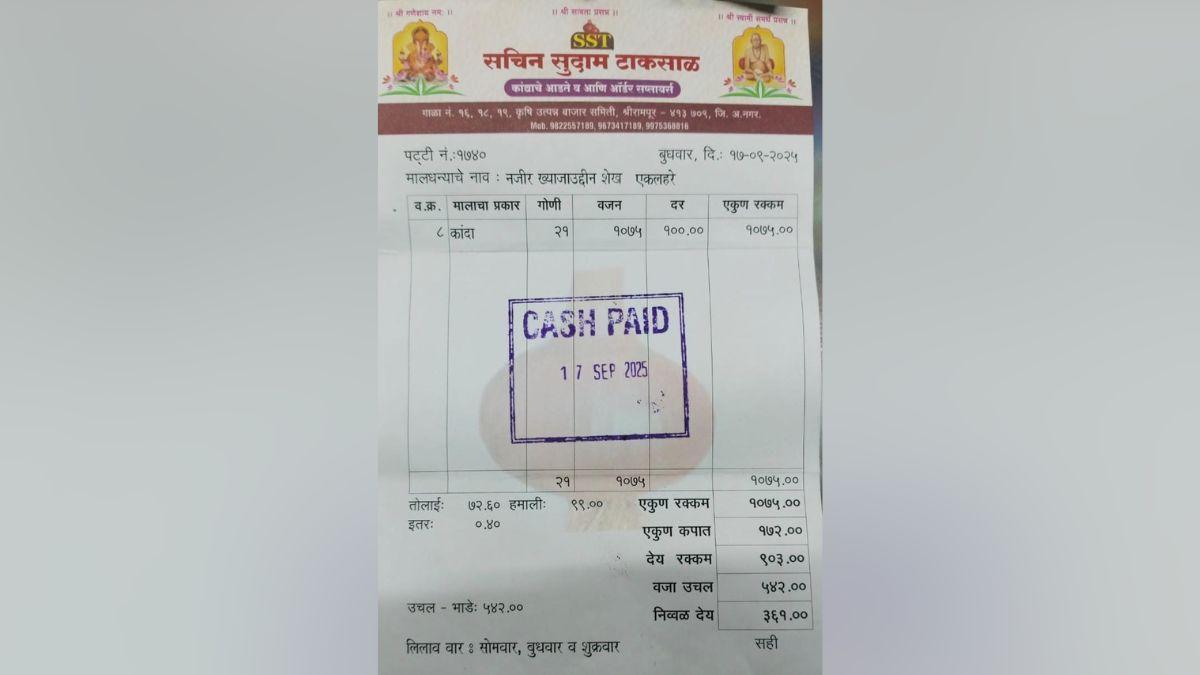 ।। श्री गणेशाय नमः ।। ।। श्री सावता प्रसन्न ।। ।। श्री स्वामी समर्थ प्रसन्न ।।
SST
सचिन सुदाम टाकसाळ
कांद्याचे आडते व आणि ऑर्डर सप्लायर्स
गाळा नं. १६, १८, १९, कृषि उत्पन्न बाजार समिती, श्रीरामपूर - ४१३ ७०९, जि. अ.नगर.
Mob. 9822557189, 9673417189, 9975368816
पट्टी नं.:१७४० बुधवार, दि.: १७-०९-२०२५
मालधन्याचे नाव : नजीर ख्याजाउद्दीन शेख एकलहरे
व.क्र. मालाचा प्रकार गोणी वजन दर एकुण रक्कम
८ कांदा २१ १०७५ १००.०० १०७५.००
CASH PAID
17 SEP 2025
२१ १०७५ १०७५.००
तोलाईः ७२.६० हमालीः ९९.०० एकुण रक्कम १०७५.००
इतरः ०.४० एकुण कपात १७२.००
देय रक्कम ९०३.००
वजा उचल ५४२.००
उचल - भाडेः ५४२.०० निव्वळ देय ३६१.००
लिलाव वार : सोमवार, बुधवार व शुक्रवार सही